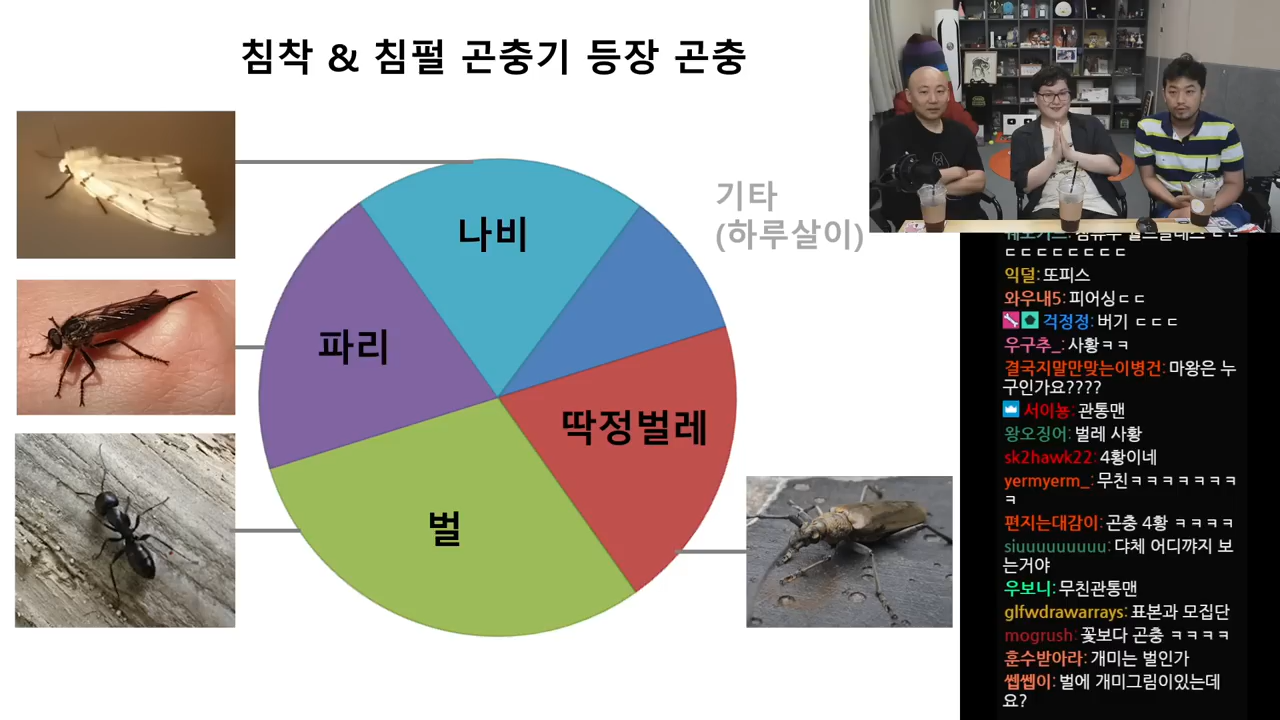 침착 & 침펄 곤충기 등장 곤충
나비
기타
(하루살이)
파리
딱정벌레
벌
ㄷㄷㄷㄷㄷㄷㄷㄷ
익덜: 또피스
와우내5: 피어싱ㄷㄷ
걱정정: 버기 ㄷㄷㄷ
우구추_: 사황ㅋㅋ
결국지말만맞는이병건: 마왕은 누
구인가요????
서이뇽: 관통맨
왕오징어: 벌레 사황
sk2hawk22: 4황이네
yermyerm_: 무친ㅋㅋㅋㅋㅋㅋㅋ
ㅋ
편지는대감이: 곤충 4황 ㅋㅋㅋㅋ
siuuuuuuuuu: 댜체 어디꺄지 보
는거야
우보니: 무친관통맨
glfwdrawarrays: 표본과 모집단
mogrush: 꽃보다 곤충 ㅋㅋㅋㅋ
훈수받아라: 개미는 벌인가
쎕쎕이: 벌에 개미그림이있는데
요?